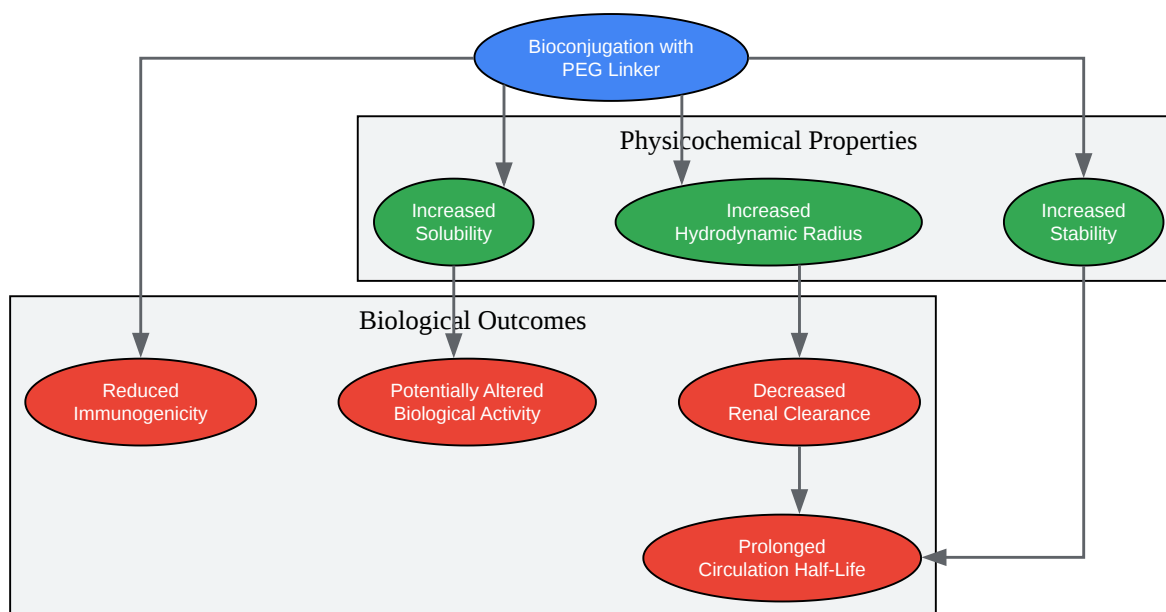 Bioconjugation with
PEG Linker
Physicochemical Properties
Increased
Solubility
Increased
Hydrodynamic Radius
Increased
Stability
Biological Outcomes
Reduced
Immunogenicity
Potentially Altered
Biological Activity
Decreased
Renal Clearance
Prolonged
Circulation Half-Life